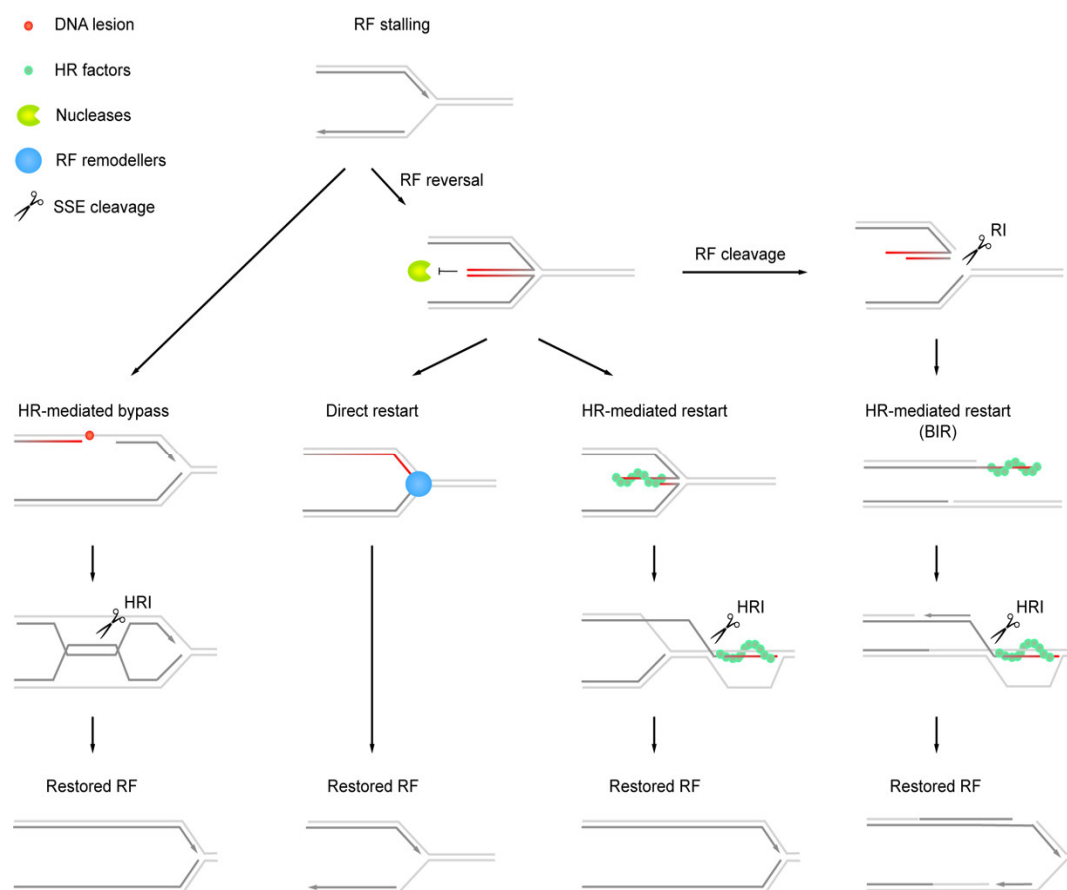 DNA lesion
HR factors
Nucleases
RF remodellers
SSE cleavage
RF stalling
RF reversal
RF cleavage
RI
HR-mediated bypass
Direct restart
HR-mediated restart
HR-mediated restart
(BIR)
HRI
HRI
HRI
Restored RF
Restored RF
Restored RF
Restored RF